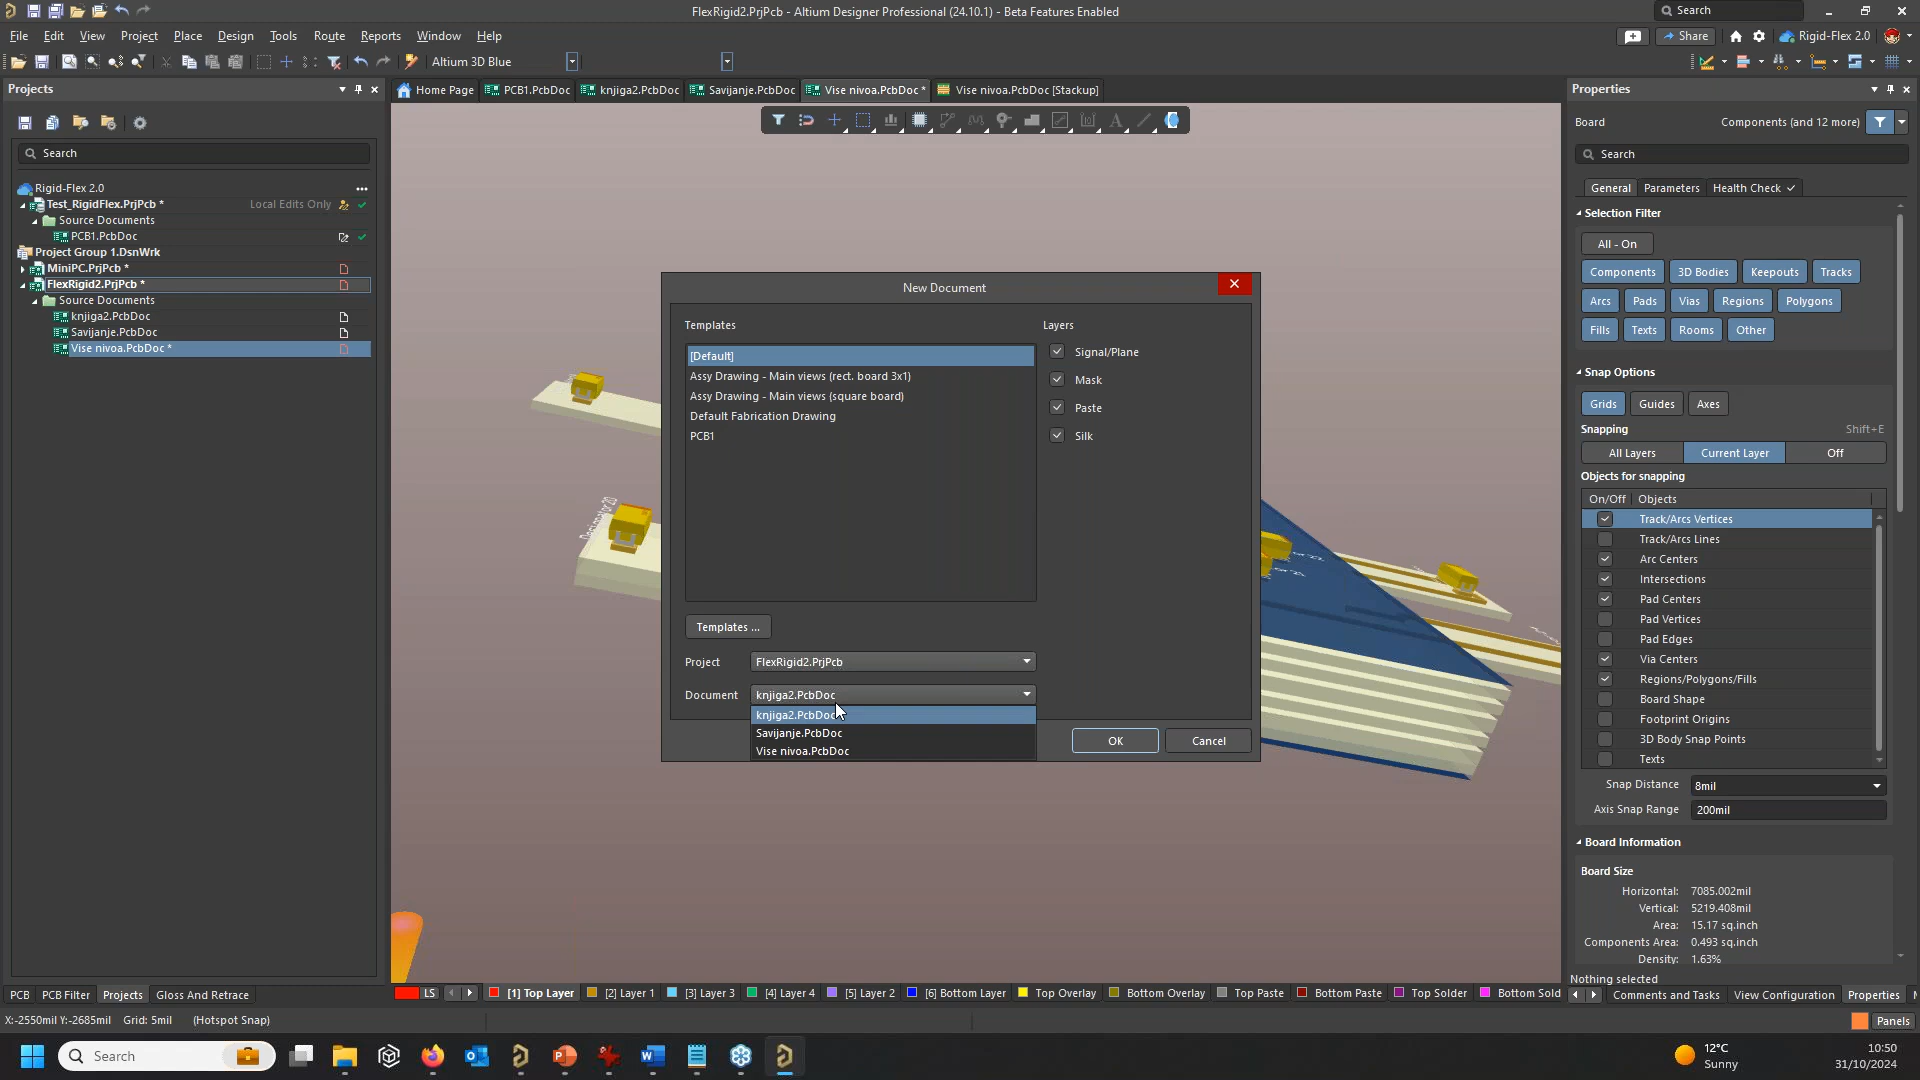 FlexRigid2.PrjPcb - Altium Designer Professional (24.10.1) - Beta Features Enabled
Search
File Edit View Project Place Design Tools Route Reports Window Help
Share
Rigid-Flex 2.0
Altium 3D Blue
Projects
Home Page
PCB1.PcbDoc
knjiga2.PcbDoc
Savijanje.PcbDoc
Vise nivoa.PcbDoc *
Vise nivoa.PcbDoc [Stackup]
Properties
Search
Rigid-Flex 2.0
Test_RigidFlex.PrjPcb *
Local Edits Only
Source Documents
PCB1.PcbDoc
Project Group 1.DsnWrk
MiniPC.PrjPcb *
FlexRigid2.PrjPcb *
Source Documents
knjiga2.PcbDoc
Savijanje.PcbDoc
Vise nivoa.PcbDoc *
New Document
Templates
[Default]
Assy Drawing - Main views (rect. board 3x1)
Assy Drawing - Main views (square board)
Default Fabrication Drawing
PCB1
Layers
Signal/Plane
Mask
Paste
Silk
Templates ...
Project FlexRigid2.PrjPcb
Document knjiga2.PcbDoc
knjiga2.PcbDoc
Savijanje.PcbDoc
Vise nivoa.PcbDoc
OK
Cancel
Board
Components (and 12 more)
Search
General Parameters Health Check
Selection Filter
All - On
Components 3D Bodies Keepouts Tracks
Arcs Pads Vias Regions Polygons
Fills Texts Rooms Other
Snap Options
Grids Guides Axes
Snapping Shift+E
All Layers Current Layer Off
Objects for snapping
On/Off Objects
Track/Arcs Vertices
Track/Arcs Lines
Arc Centers
Intersections
Pad Centers
Pad Vertices
Pad Edges
Via Centers
Regions/Polygons/Fills
Board Shape
Footprint Origins
3D Body Snap Points
Texts
Snap Distance 8mil
Axis Snap Range 200mil
Board Information
Board Size
Horizontal: 7085.002mil
Vertical: 5219.408mil
Area: 15.17 sq.inch
Components Area: 0.493 sq.inch
Density: 1.63%
Nothing selected
PCB PCB Filter Projects Gloss And Retrace
LS
[1] Top Layer
[2] Layer 1
[3] Layer 3
[4] Layer 4
[5] Layer 2
[6] Bottom Layer
Top Overlay
Bottom Overlay
Top Paste
Bottom Paste
Top Solder
Bottom Sold
Comments and Tasks View Configuration Properties
X:-2550mil Y:-2685mil Grid: 5mil (Hotspot Snap)
Panels
Search
12°C
Sunny
10:50
31/10/2024